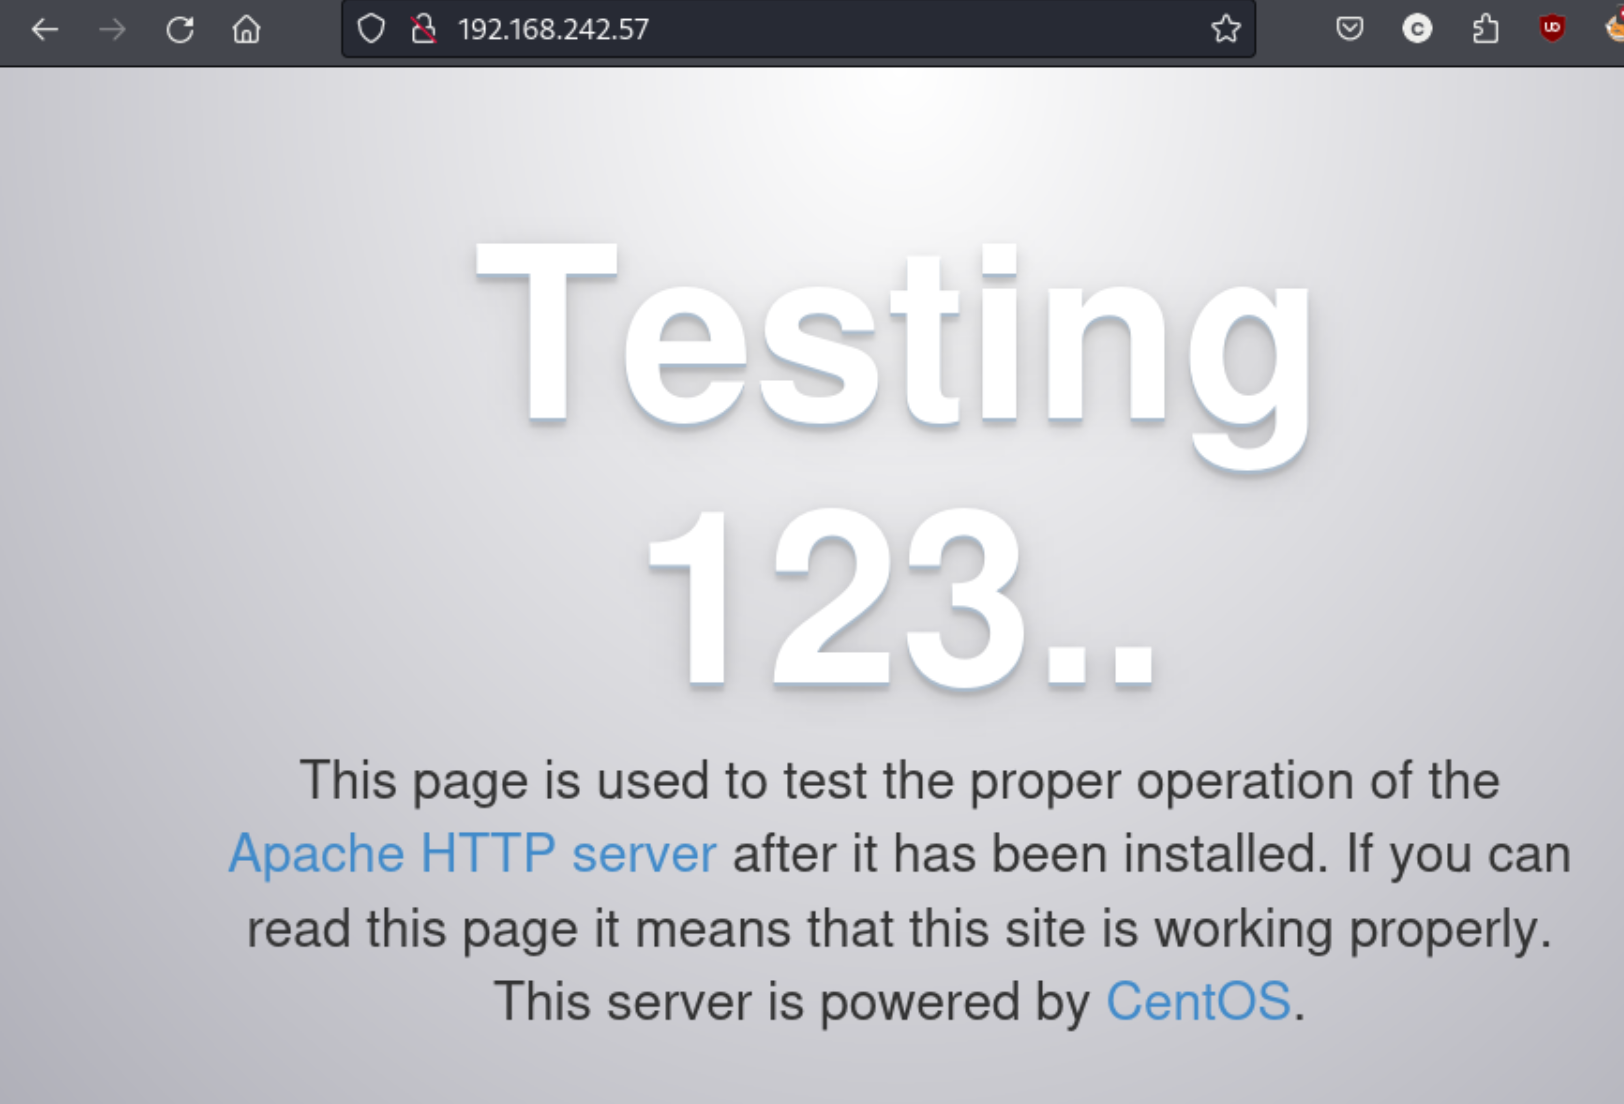 192.168.242.57
Testing
123..
This page is used to test the proper operation of the
Apache HTTP server after it has been installed. If you can
read this page it means that this site is working properly.
This server is powered by CentOS.